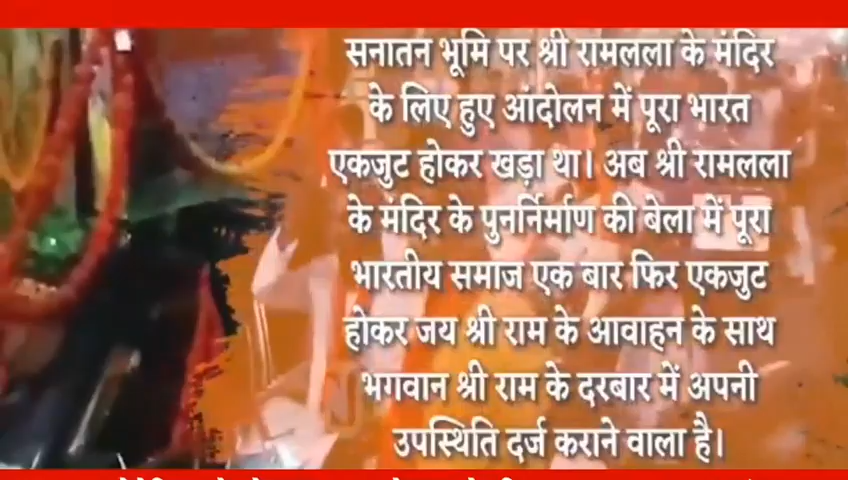 सनातन भूमि पर श्री रामलला के मंदिर
के लिए हुए आंदोलन में पूरा भारत
एकजुट होकर खड़ा था। अब श्री रामलला
के मंदिर के पुनर्निर्माण की बेला में पूरा
भारतीय समाज एक बार फिर एकजुट
होकर जय श्री राम के आवाहन के साथ
भगवान श्री राम के दरबार में अपनी
उपस्थिति दर्ज कराने वाला है।